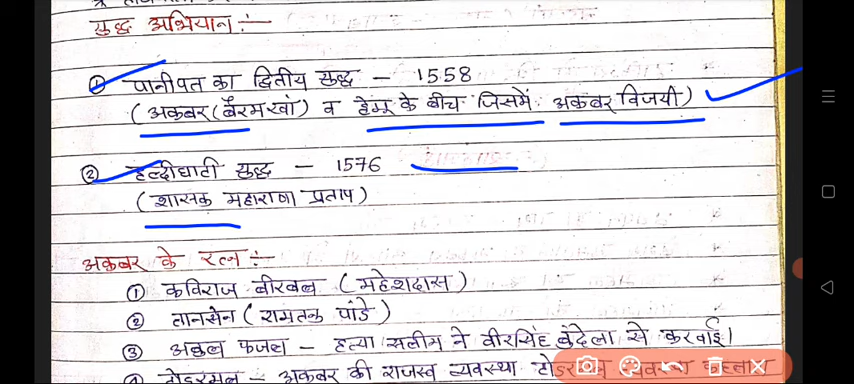 युद्ध अभियान :-
① पानीपत का द्वितीय युद्ध - 1558
( अकबर (बैरमखां) व हेमू के बीच जिसमें अकबर विजयी )
② हल्दीघाटी युद्ध - 1576
( शासक महाराणा प्रताप )
अकबर के रत्न :-
① कविराज बीरबल ( महेशदास )
② तानसेन ( रामतनु पांडे )
③ अबुल फजल - हत्या सलीम ने वीरसिंह बुंदेला से करवाई।
④ टोडरमल - अकबर की राजस्व व्यवस्था